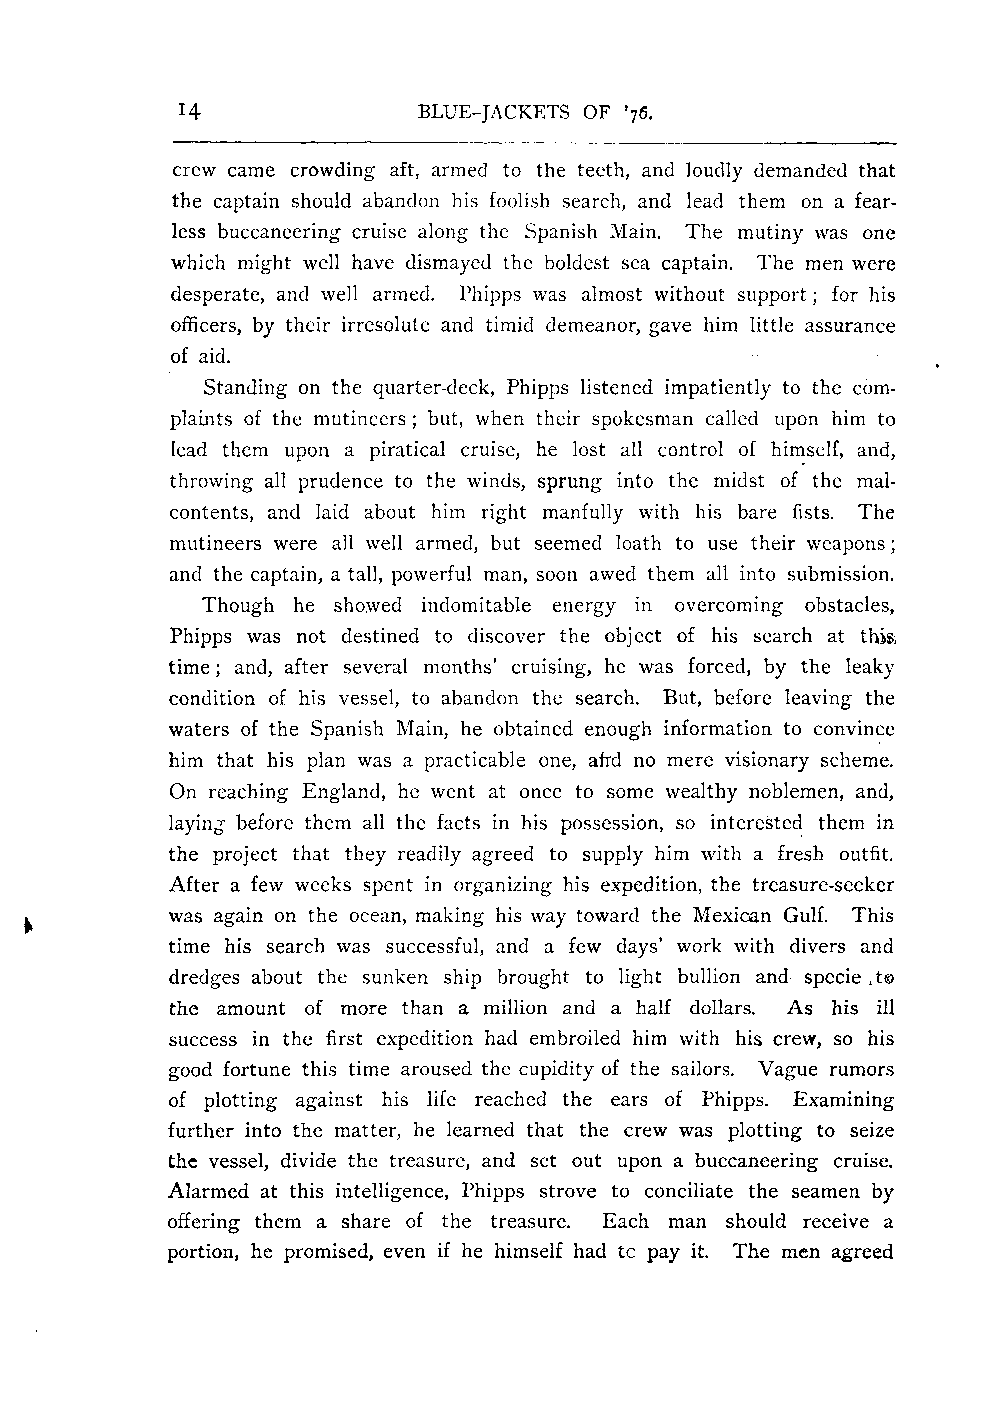 14 BLUE-JACKETS OF '76.
crew came crowding aft, armed to the teeth, and loudly demanded that
the captain should abandon his foolish search, and lead them on a fear-
less buccaneering cruise along the Spanish Main. The mutiny was one
which might well have dismayed the boldest sea captain. The men were
desperate, and well armed. Phipps was almost without support; for his
officers, by their irresolute and timid demeanor, gave him little assurance
of aid.
Standing on the quarter-deck, Phipps listened impatiently to the com-
plaints of the mutineers; but, when their spokesman called upon him to
lead them upon a piratical cruise, he lost all control of himself, and,
throwing all prudence to the winds, sprung into the midst of the mal-
contents, and laid about him right manfully with his bare fists. The
mutineers were all well armed, but seemed loath to use their weapons;
and the captain, a tall, powerful man, soon awed them all into submission.
Though he showed indomitable energy in overcoming obstacles,
Phipps was not destined to discover the object of his search at this
time; and, after several months' cruising, he was forced, by the leaky
condition of his vessel, to abandon the search. But, before leaving the
waters of the Spanish Main, he obtained enough information to convince
him that his plan was a practicable one, and no mere visionary scheme.
On reaching England, he went at once to some wealthy noblemen, and,
laying before them all the facts in his possession, so interested them in
the project that they readily agreed to supply him with a fresh outfit.
After a few weeks spent in organizing his expedition, the treasure-seeker
was again on the ocean, making his way toward the Mexican Gulf. This
time his search was successful, and a few days' work with divers and
dredges about the sunken ship brought to light bullion and specie to
the amount of more than a million and a half dollars. As his ill
success in the first expedition had embroiled him with his crew, so his
good fortune this time aroused the cupidity of the sailors. Vague rumors
of plotting against his life reached the ears of Phipps. Examining
further into the matter, he learned that the crew was plotting to seize
the vessel, divide the treasure, and set out upon a buccaneering cruise.
Alarmed at this intelligence, Phipps strove to conciliate the seamen by
offering them a share of the treasure. Each man should receive a
portion, he promised, even if he himself had to pay it. The men agreed